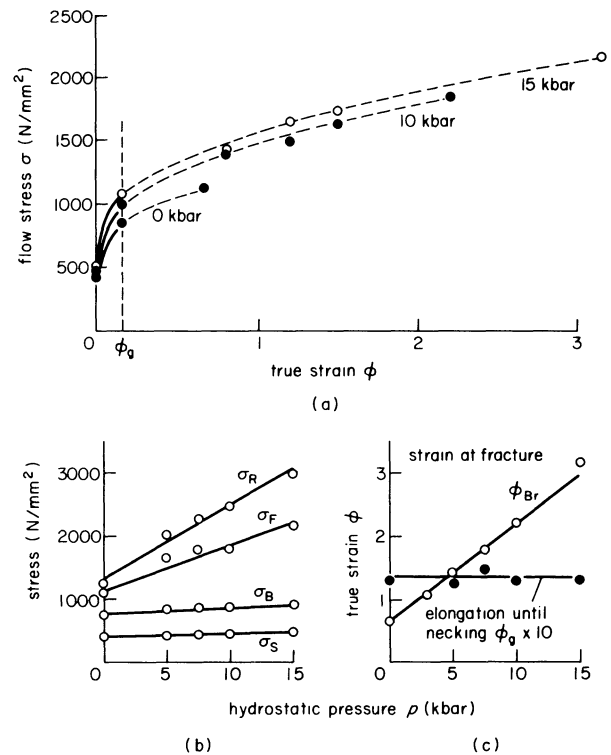 2500
2000
1500
1000
500
flow stress σ (N/mm²)
15 kbar
10 kbar
0 kbar
0
ϕg
1
2
3
true strain ϕ
(a)
3000
2000
1000
stress (N/mm²)
σR
σF
σB
σS
0
5
10
15
(b)
3
2
1
true strain ϕ
strain at fracture
ϕBr
elongation until
necking ϕg x 10
0
5
10
15
(c)
hydrostatic pressure p (kbar)